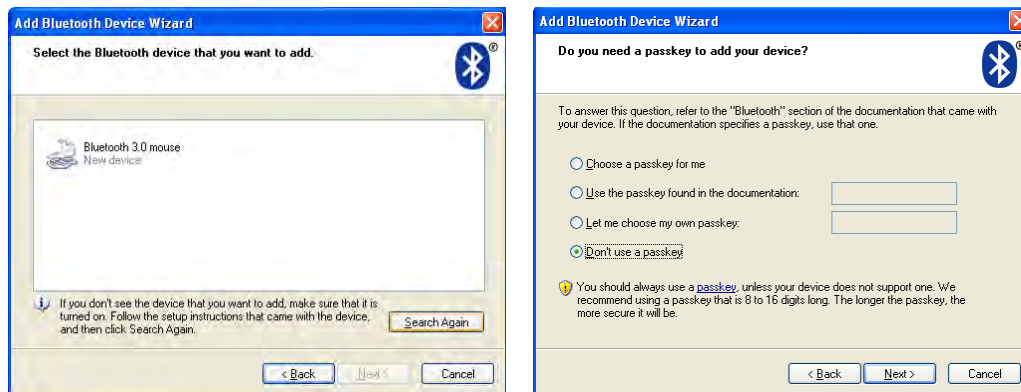 Add Bluetooth Device Wizard
Select the Bluetooth device that you want to add.
®
Bluetooth 3.0 mouse
New device
If you don't see the device that you want to add, make sure that it is
turned on. Follow the setup instructions that came with the device,
and then click Search Again.
Search Again
< Back
Next >
Cancel
Add Bluetooth Device Wizard
Do you need a passkey to add your device?
®
To answer this question, refer to the "Bluetooth" section of the documentation that came with
your device. If the documentation specifies a passkey, use that one.
Choose a passkey for me
Use the passkey found in the documentation:
Let me choose my own passkey:
Don't use a passkey
You should always use a passkey, unless your device does not support one. We
recommend using a passkey that is 8 to 16 digits long. The longer the passkey, the
more secure it will be.
< Back
Next >
Cancel